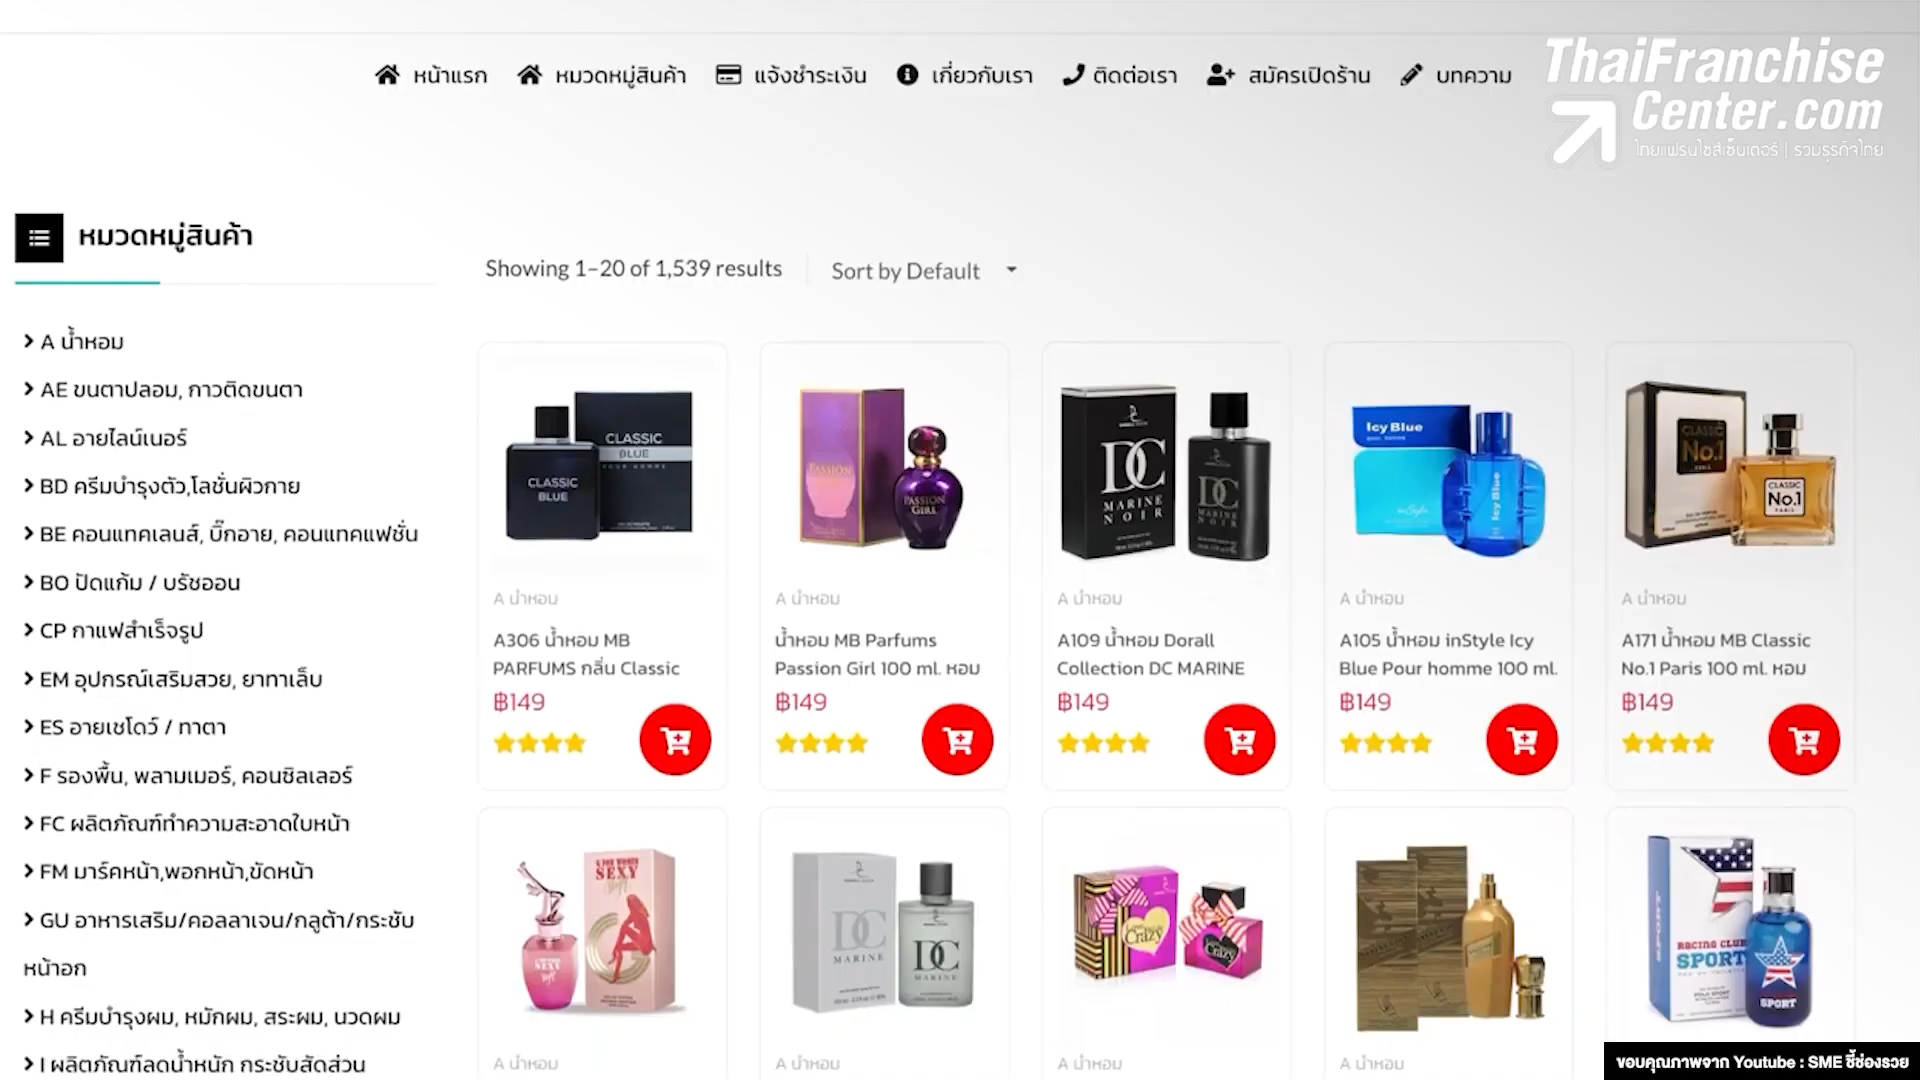 หน้าแรก หมวดหมู่สินค้า แจ้งชำระเงิน เกี่ยวกับเรา ติดต่อเรา สมัครเปิดร้าน บทความ
ThaiFranchise
Center.com
ไทยแฟรนไชส์เซ็นเตอร์ | รวมธุรกิจไทย
หมวดหมู่สินค้า
Showing 1–20 of 1,539 results
Sort by Default
A น้ำหอม
AE ขนตาปลอม, กาวติดขนตา
AL อายไลน์เนอร์
BD ครีมบำรุงตัว,โลชั่นผิวกาย
BE คอนแทคเลนส์, บิ๊กอาย, คอนแทคแฟชั่น
BO ปัดแก้ม / บรัชออน
CP กาแฟสำเร็จรูป
EM อุปกรณ์เสริมสวย, ยาทาเล็บ
ES อายเชโดว์ / ทาตา
F รองพื้น, พลามเมอร์, คอนซิลเลอร์
FC ผลิตภัณฑ์ทำความสะอาดใบหน้า
FM มาร์คหน้า,พอกหน้า,ขัดหน้า
GU อาหารเสริม/คอลลาเจน/กลูต้า/กระชับ
หน้าอก
H ครีมบำรุงผม, หมักผม, สระผม, นวดผม
I ผลิตภัณฑ์ลดน้ำหนัก กระชับสัดส่วน
CLASSIC
BLUE
POUR HOMME
CLASSIC
BLUE
A น้ำหอม
A306 น้ำหอม MB
PARFUMS กลิ่น Classic
฿149
PASSION
PASSION
GIRL
A น้ำหอม
น้ำหอม MB Parfums
Passion Girl 100 ml. หอม
฿149
DC
MARINE
NOIR
DC
MARINE
NOIR
A น้ำหอม
A109 น้ำหอม Dorall
Collection DC MARINE
฿149
Icy Blue
inStyle
Icy Blue
A น้ำหอม
A105 น้ำหอม inStyle Icy
Blue Pour homme 100 ml.
฿149
CLASSIC
No.1
PARIS
CLASSIC
No.1
PARIS
A น้ำหอม
A171 น้ำหอม MB Classic
No.1 Paris 100 ml. หอม
฿149
G FOR WOMEN
SEXY
SEXY
A น้ำหอม
DC
MARINE
DC
MARINE
A น้ำหอม
Crazy
Crazy
A น้ำหอม
A น้ำหอม
SPORT
RACING CLUB
SPORT
SPORT
ขอบคุณภาพจาก Youtube : SME ชี้ช่องรวย